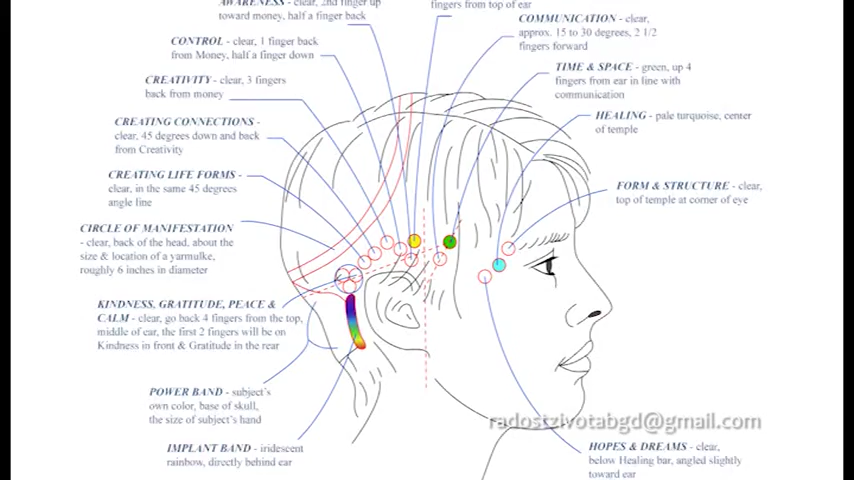 AWARENESS - clear, 2nd finger up
toward money, half a finger back
fingers from top of ear
COMMUNICATION - clear,
approx. 15 to 30 degrees, 2 1/2
fingers forward
CONTROL - clear, 1 finger back
from Money, half a finger down
TIME & SPACE - green, up 4
fingers from ear in line with
communication
CREATIVITY - clear, 3 fingers
back from money
HEALING - pale turquoise, center
of temple
CREATING CONNECTIONS -
clear, 45 degrees down and back
from Creativity
CREATING LIFE FORMS -
clear, in the same 45 degrees
angle line
FORM & STRUCTURE - clear,
top of temple at corner of eye
CIRCLE OF MANIFESTATION
- clear, back of the head, about the
size & location of a yarmulke,
roughly 6 inches in diameter
KINDNESS, GRATITUDE, PEACE &
CALM - clear, go back 4 fingers from the top,
middle of ear, the first 2 fingers will be on
Kindness in front & Gratitude in the rear
POWER BAND - subject's
own color, base of skull,
the size of subject's hand
radostzivotabgd@gmail.com
IMPLANT BAND - iridescent
rainbow, directly behind ear
HOPES & DREAMS - clear,
below Healing bar, angled slightly
toward ear